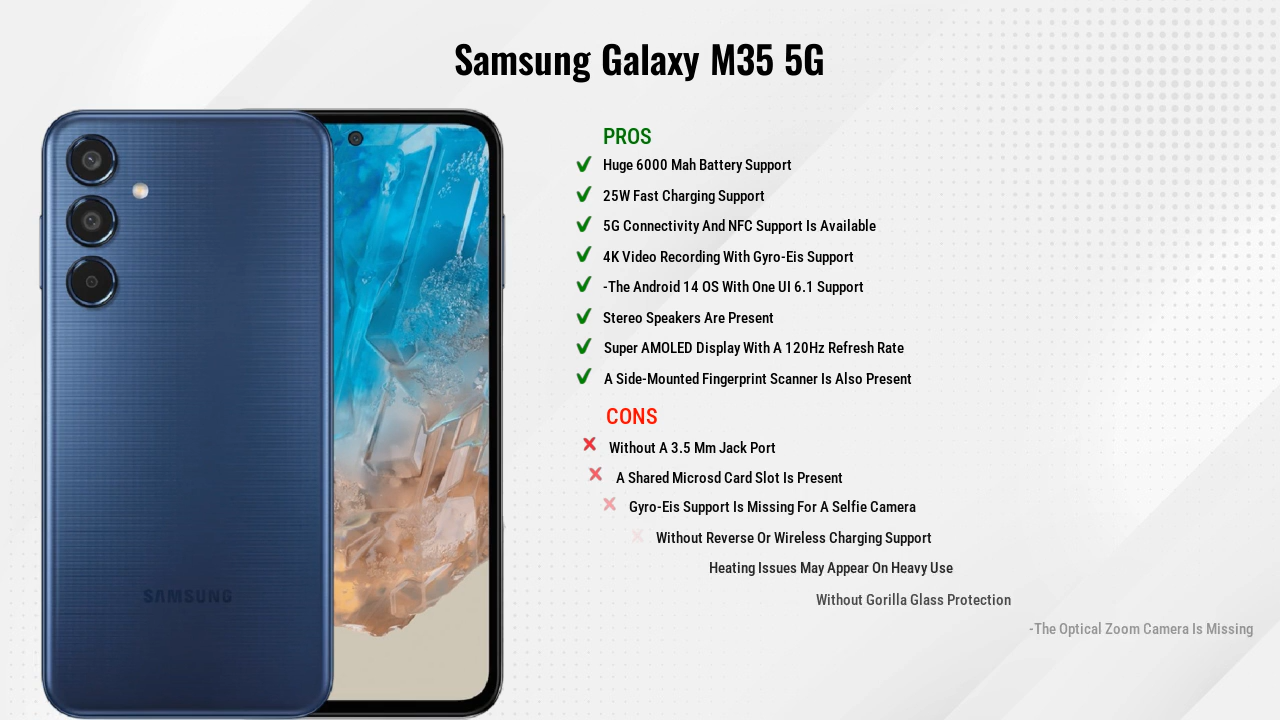 Samsung Galaxy M35 5G
PROS
Huge 6000 Mah Battery Support
25W Fast Charging Support
5G Connectivity And NFC Support Is Available
4K Video Recording With Gyro-Eis Support
-The Android 14 OS With One UI 6.1 Support
Stereo Speakers Are Present
Super AMOLED Display With A 120Hz Refresh Rate
A Side-Mounted Fingerprint Scanner Is Also Present
CONS
Without A 3.5 Mm Jack Port
A Shared Microsd Card Slot Is Present
Gyro-Eis Support Is Missing For A Selfie Camera
Without Reverse Or Wireless Charging Support
Heating Issues May Appear On Heavy Use
Without Gorilla Glass Protection
-The Optical Zoom Camera Is Missing
SAMSUNG